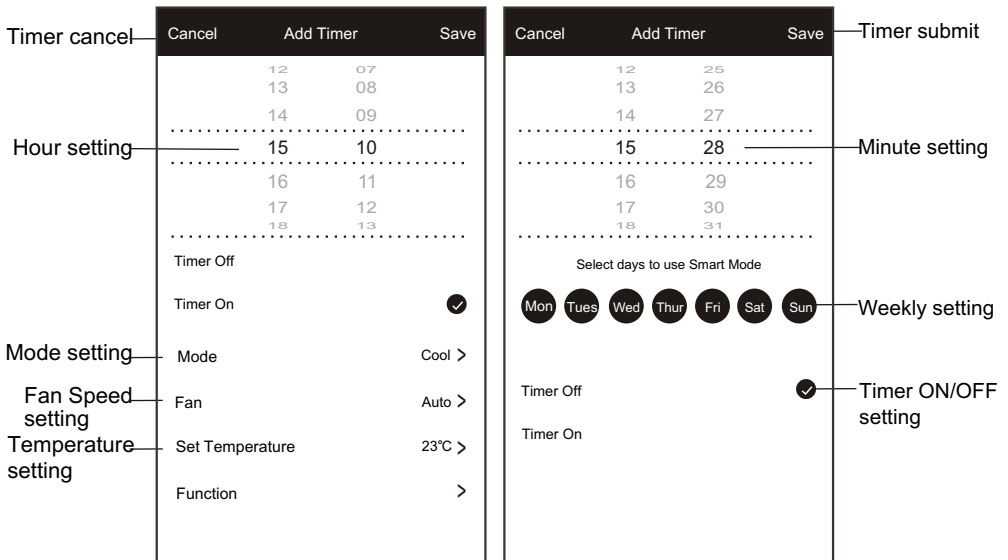 Timer cancel
Cancel Add Timer Save
12 07
13 08
14 09
Hour setting
15 10
16 11
17 12
18 13
Timer Off
Timer On
Mode setting
Mode Cool >
Fan Speed
setting
Fan Auto >
Temperature
setting
Set Temperature 23℃ >
Function >
Cancel Add Timer Save
Timer submit
12 25
13 26
14 27
15 28
Minute setting
16 29
17 30
18 31
Select days to use Smart Mode
Mon Tues Wed Thur Fri Sat Sun
Weekly setting
Timer Off
Timer ON/OFF
setting
Timer On